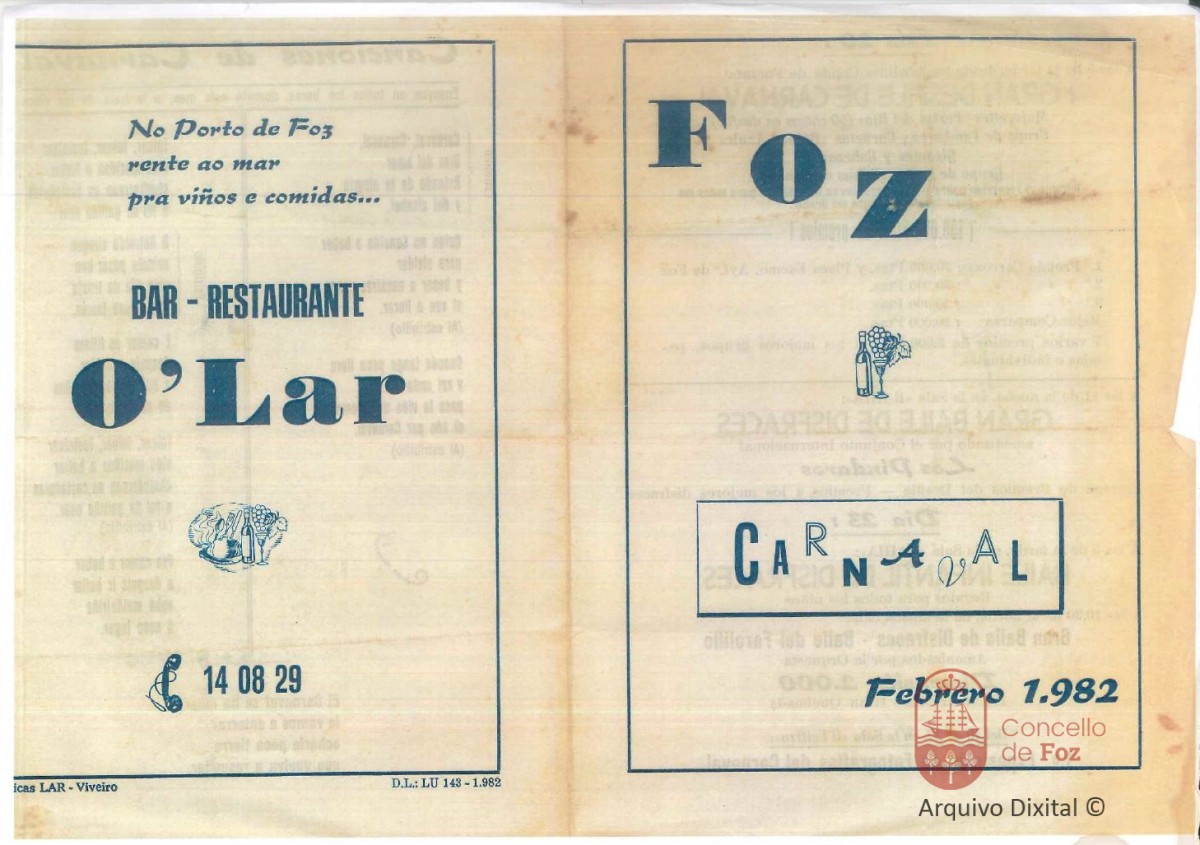 No Porto de Foz
rente ao mar
pra viños e comidas...
BAR - RESTAURANTE
O'Lar
14 08 29
icas LAR - Viveiro
D.L.: LU 143 - 1.982
FOZ
CARNAVAL
Febrero 1.982
Concello
de Foz
Arquivo Dixital ©